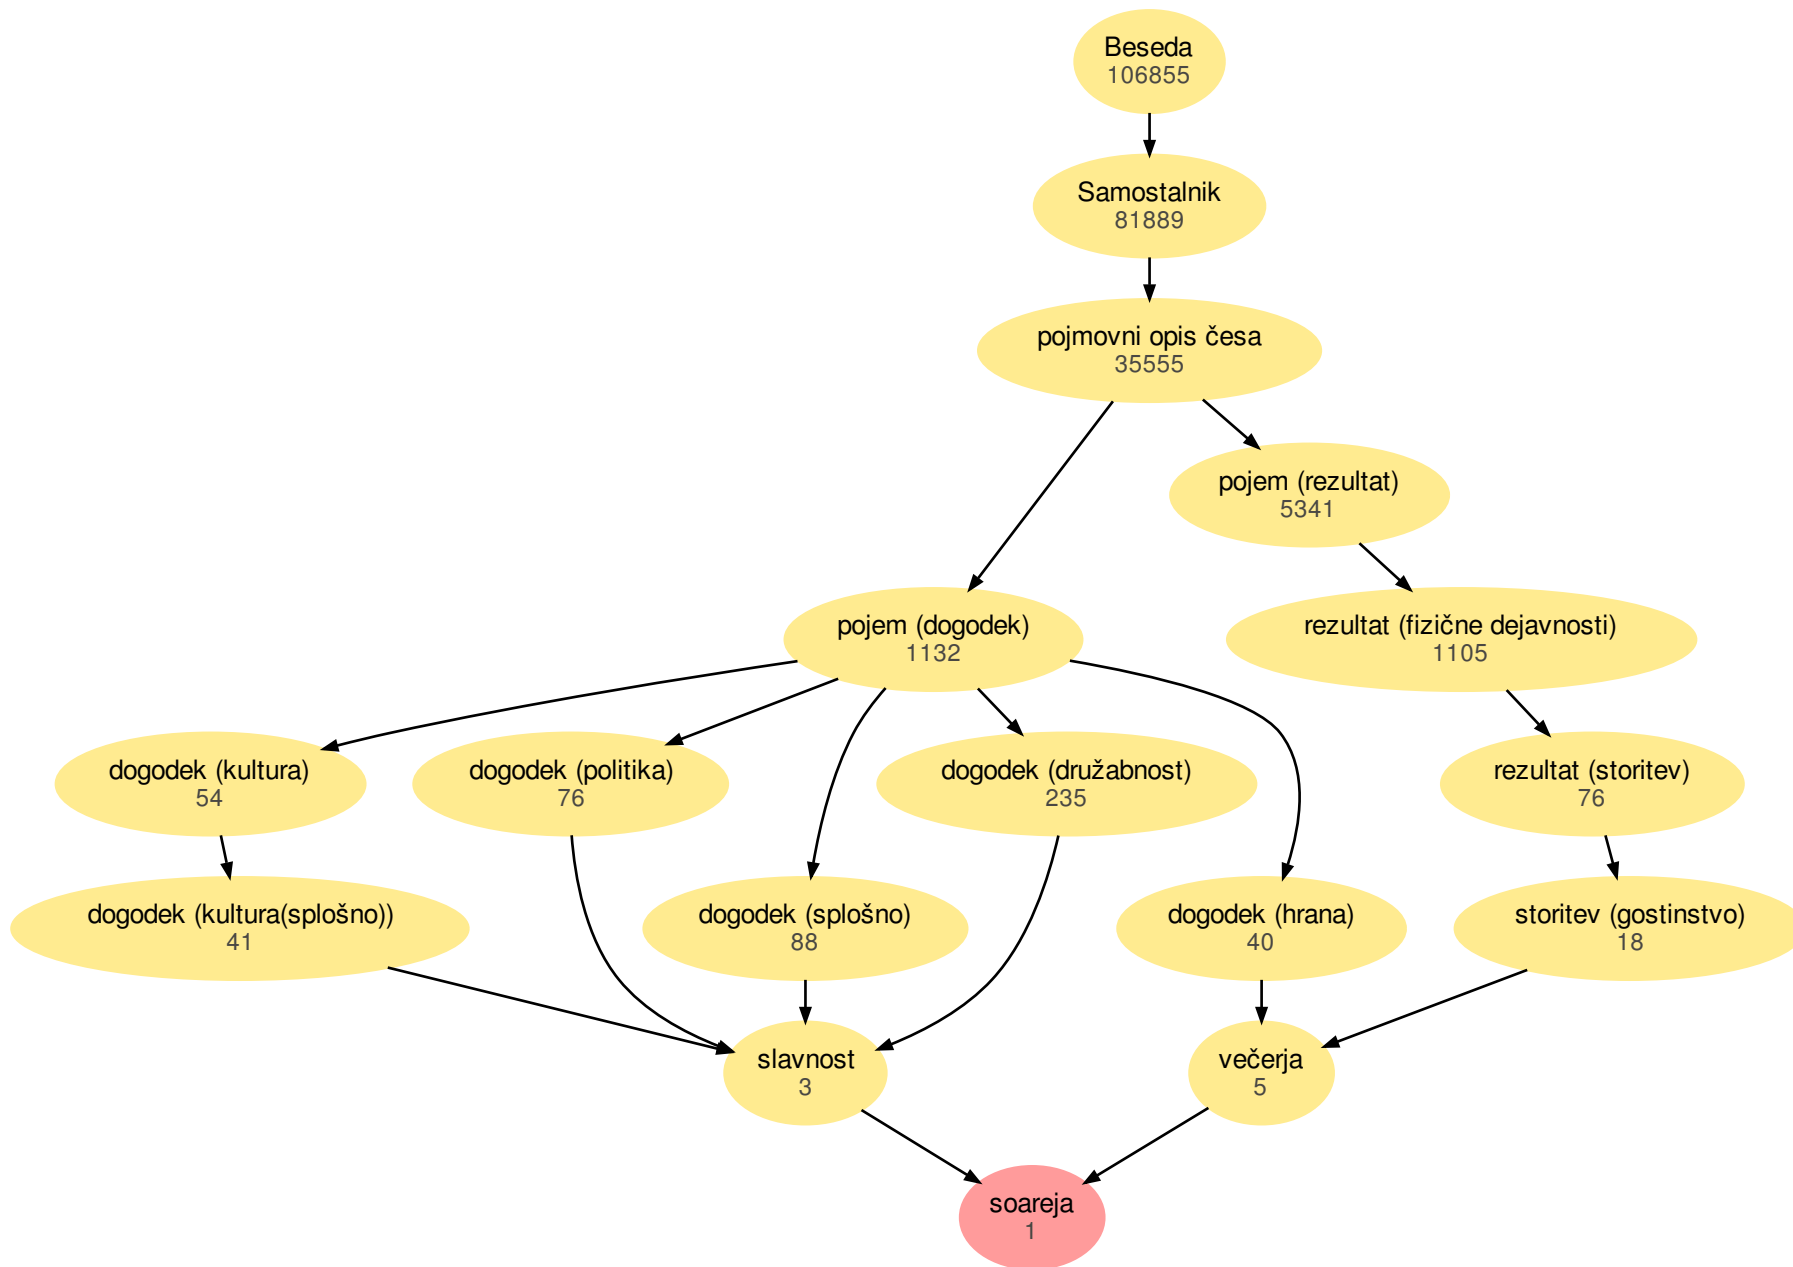 Beseda
106855
Samostalnik
81889
pojmovni opis česa
35555
pojem (rezultat)
5341
pojem (dogodek)
1132
rezultat (fizične dejavnosti)
1105
dogodek (kultura)
54
dogodek (politika)
76
dogodek (družabnost)
235
rezultat (storitev)
76
dogodek (kultura(splošno))
41
dogodek (splošno)
88
dogodek (hrana)
40
storitev (gostinstvo)
18
slavnost
3
večerja
5
soareja
1